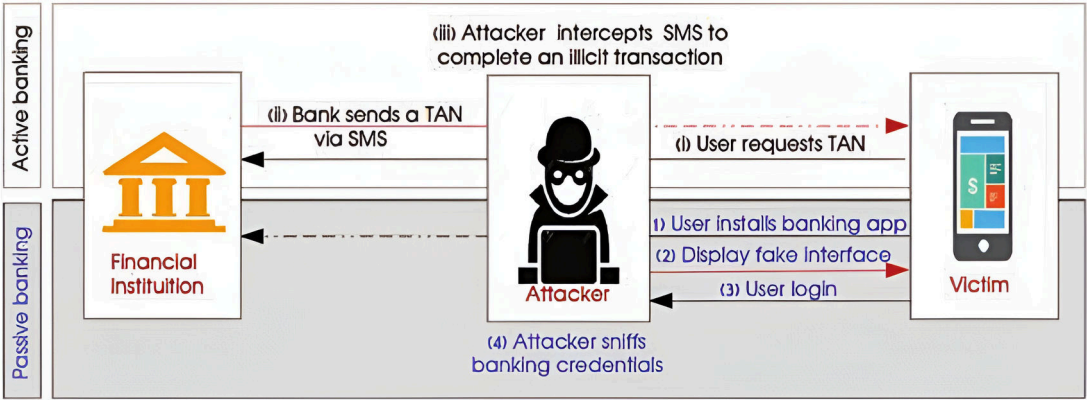 Active banking
(iii) Attacker intercepts SMS to
complete an illicit transaction
(ii) Bank sends a TAN
via SMS
(i) User requests TAN
$
Passive banking
Financial
Instituition
Attacker
Victim
1) User installs banking app
(2) Display fake interface
(3) User login
(4) Attacker sniffs
banking credentials